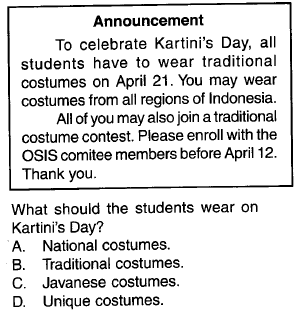 Announcement
To celebrate Kartini's Day, all
students have to wear traditional
costumes on April 21. You may wear
costumes from all regions of Indonesia.
All of you may also join a traditional
costume contest. Please enroll with the
OSIS comitee members before April 12.
Thank you.
What should the students wear on
Kartini's Day?
A. National costumes.
B. Traditional costumes.
C. Javanese costumes.
D. Unique costumes.